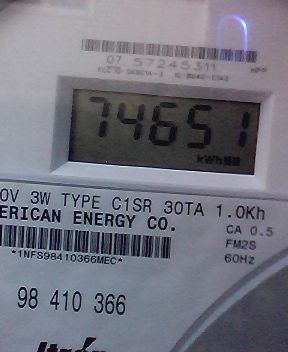 07 57245311
74651
kWh
0V 3W TYPE C1SR 30TA 1.0Kh
ERICAN ENERGY CO.
CA 0.5
FM2S
60Hz
*1NFS98410366MEC*
98 410 366
Itron